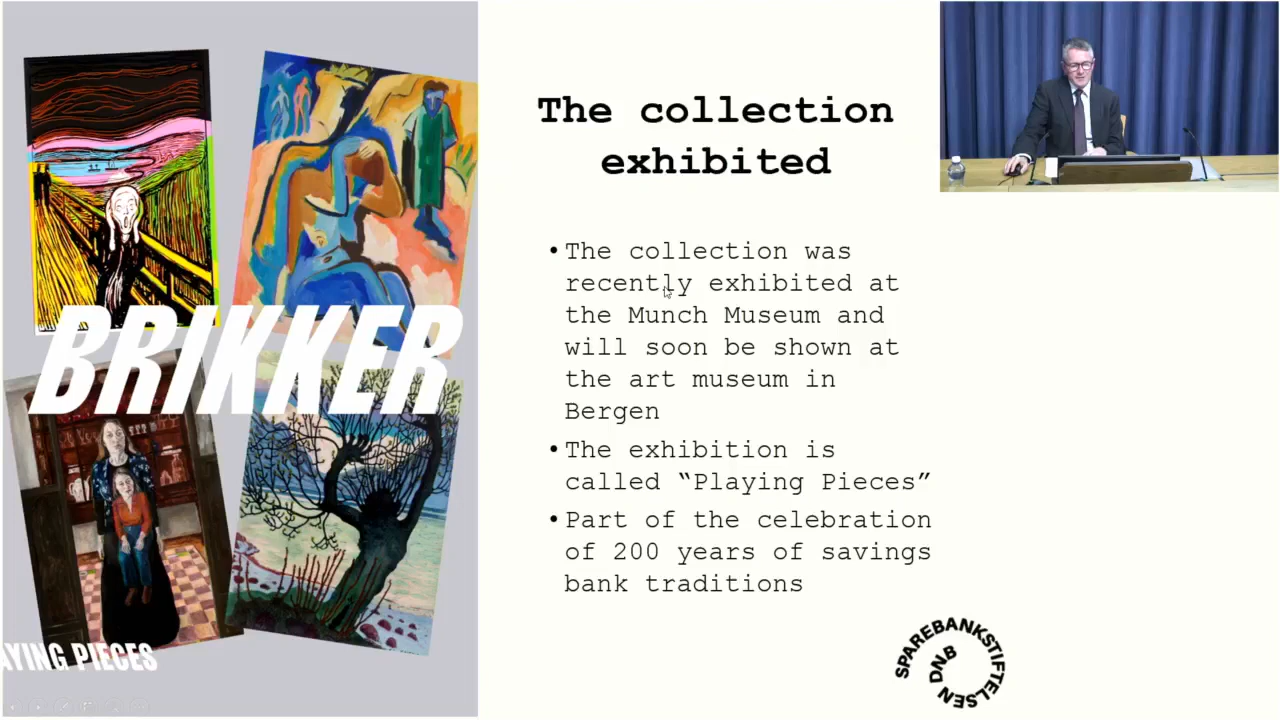 BRIKKER
AYING PIECES
The collection
exhibited
• The collection was
recently exhibited at
the Munch Museum and
will soon be shown at
the art museum in
Bergen
• The exhibition is
called “Playing Pieces”
• Part of the celebration
of 200 years of savings
bank traditions
SPAREBANKSTIFTELSEN
DNB